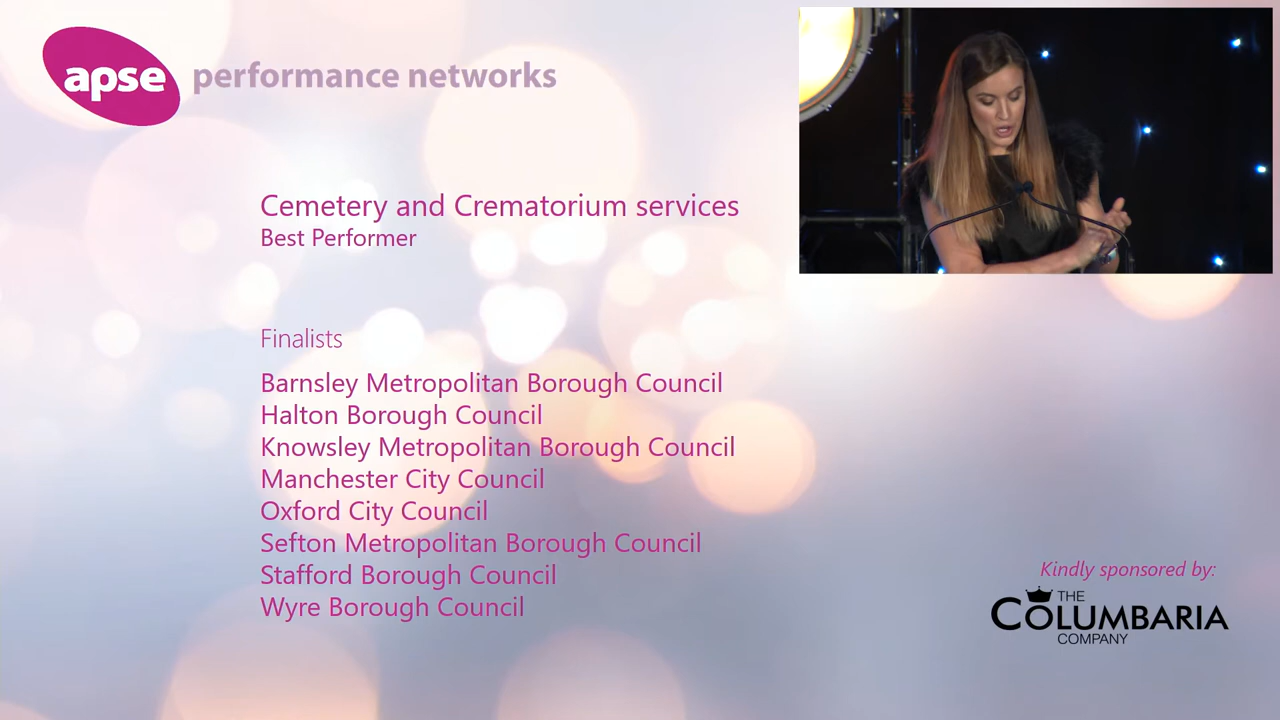 apse performance networks
Cemetery and Crematorium services
Best Performer
Finalists
Barnsley Metropolitan Borough Council
Halton Borough Council
Knowsley Metropolitan Borough Council
Manchester City Council
Oxford City Council
Sefton Metropolitan Borough Council
Stafford Borough Council
Wyre Borough Council
Kindly sponsored by:
THE
COLUMBARIA
COMPANY